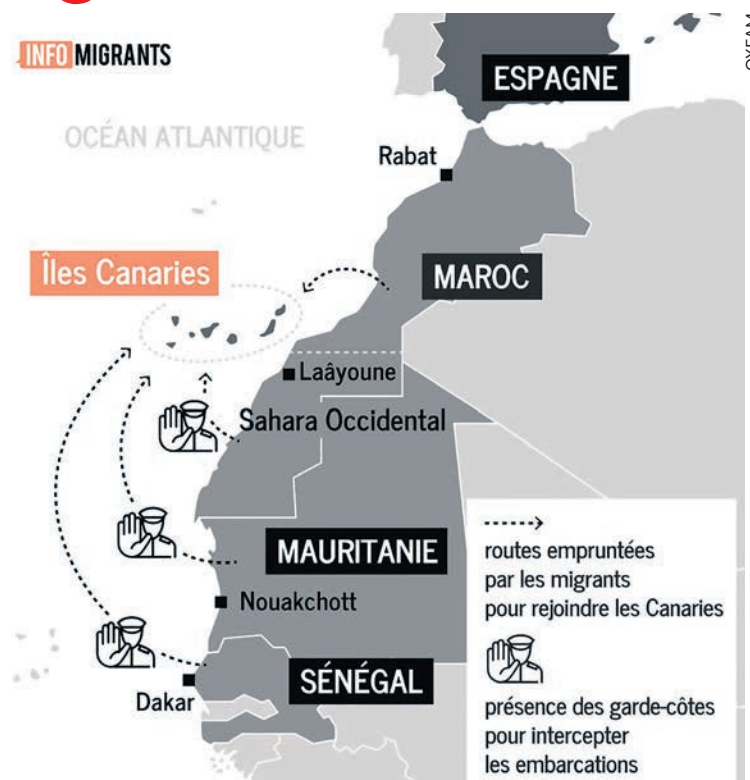 INFO MIGRANTS
OXFAM
ESPAGNE
OCÉAN ATLANTIQUE
Rabat
Îles Canaries
MAROC
Laâyoune
Sahara Occidental
MAURITANIE
Nouakchott
SÉNÉGAL
Dakar
routes empruntées
par les migrants
pour rejoindre les Canaries
présence des garde-côtes
pour intercepter
les embarcations